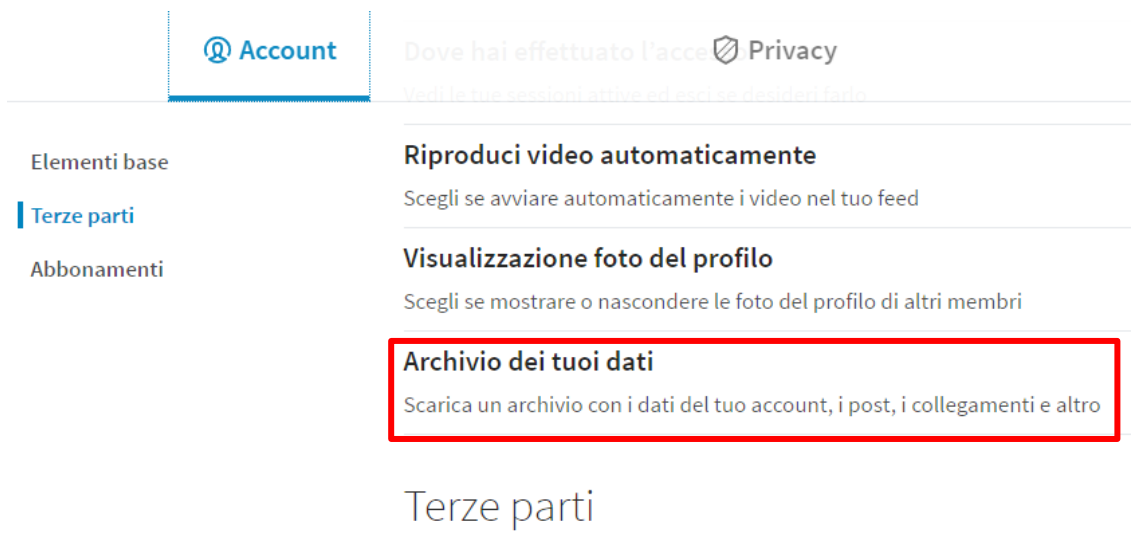 Account
Privacy
Dove hai effettuato l'acces
Vedi le tue sessioni attive ed esci se desideri farlo
Elementi base
Terze parti
Abbonamenti
Riproduci video automaticamente
Scegli se avviare automaticamente i video nel tuo feed
Visualizzazione foto del profilo
Scegli se mostrare o nascondere le foto del profilo di altri membri
Archivio dei tuoi dati
Scarica un archivio con i dati del tuo account, i post, i collegamenti e altro
Terze parti